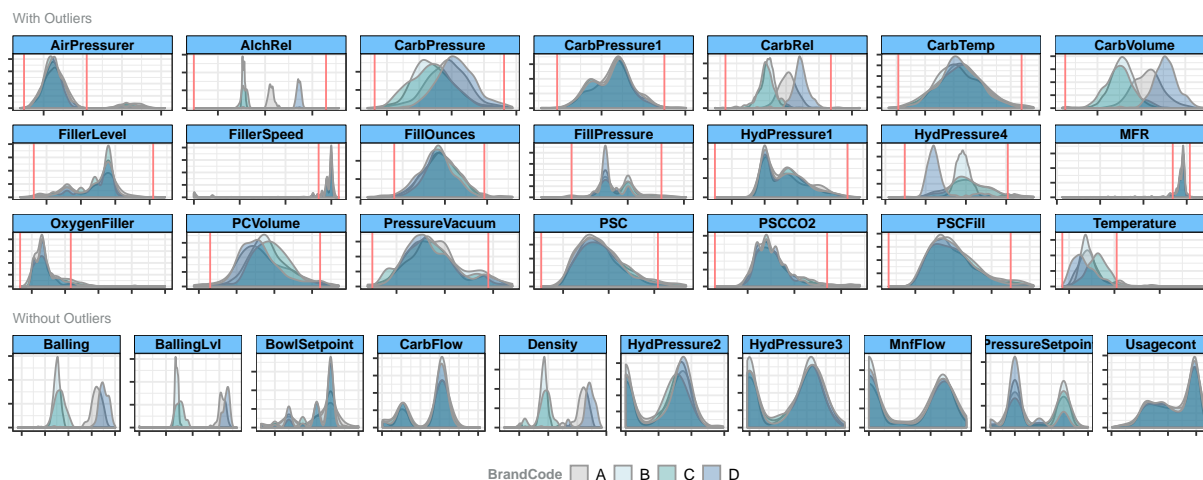 With Outliers
AirPressurer AlchRel CarbPressure CarbPressure1 CarbRel CarbTemp CarbVolume
FillerLevel FillerSpeed FillOunces FillPressure HydPressure1 HydPressure4 MFR
OxygenFiller PCVolume PressureVacuum PSC PSCCO2 PSCFill Temperature
Without Outliers
Balling BallingLvl BowlSetpoint CarbFlow Density HydPressure2 HydPressure3 MnfFlow PressureSetpoint Usagecont
BrandCode A B C D